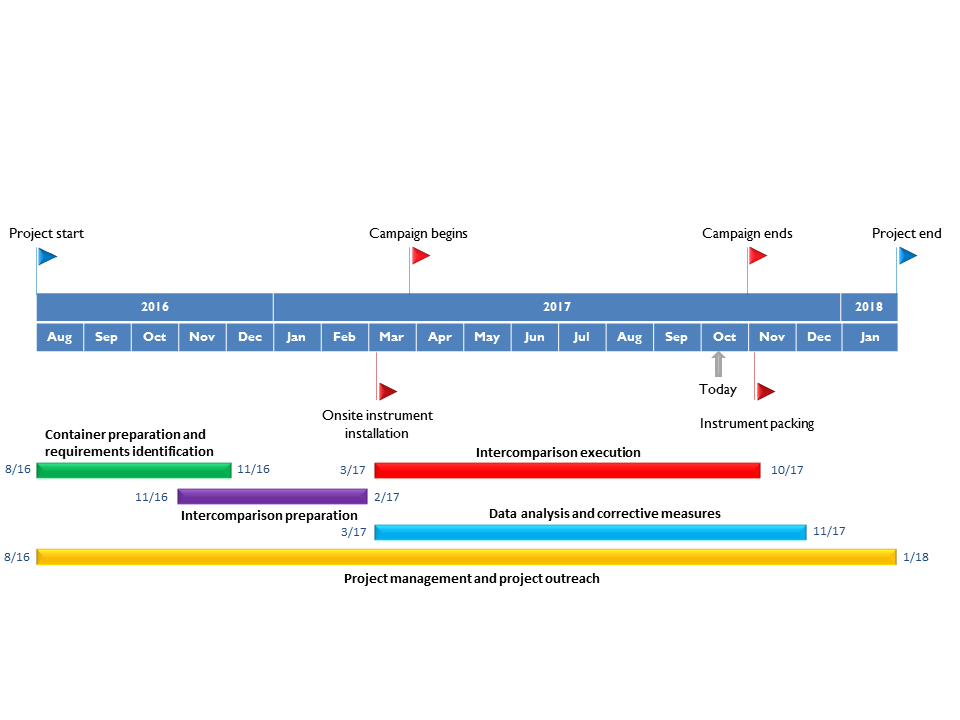 Project start Campaign begins Campaign ends Project end
2016 2017 2018
Aug Sep Oct Nov Dec Jan Feb Mar Apr May Jun Jul Aug Sep Oct Nov Dec Jan
Today
Onsite instrument
installation
Instrument packing
Container preparation and
requirements identification
Intercomparison execution
8/16 11/16 3/17 10/17
11/16 2/17
Intercomparison preparation
Data analysis and corrective measures
3/17 11/17
8/16 1/18
Project management and project outreach